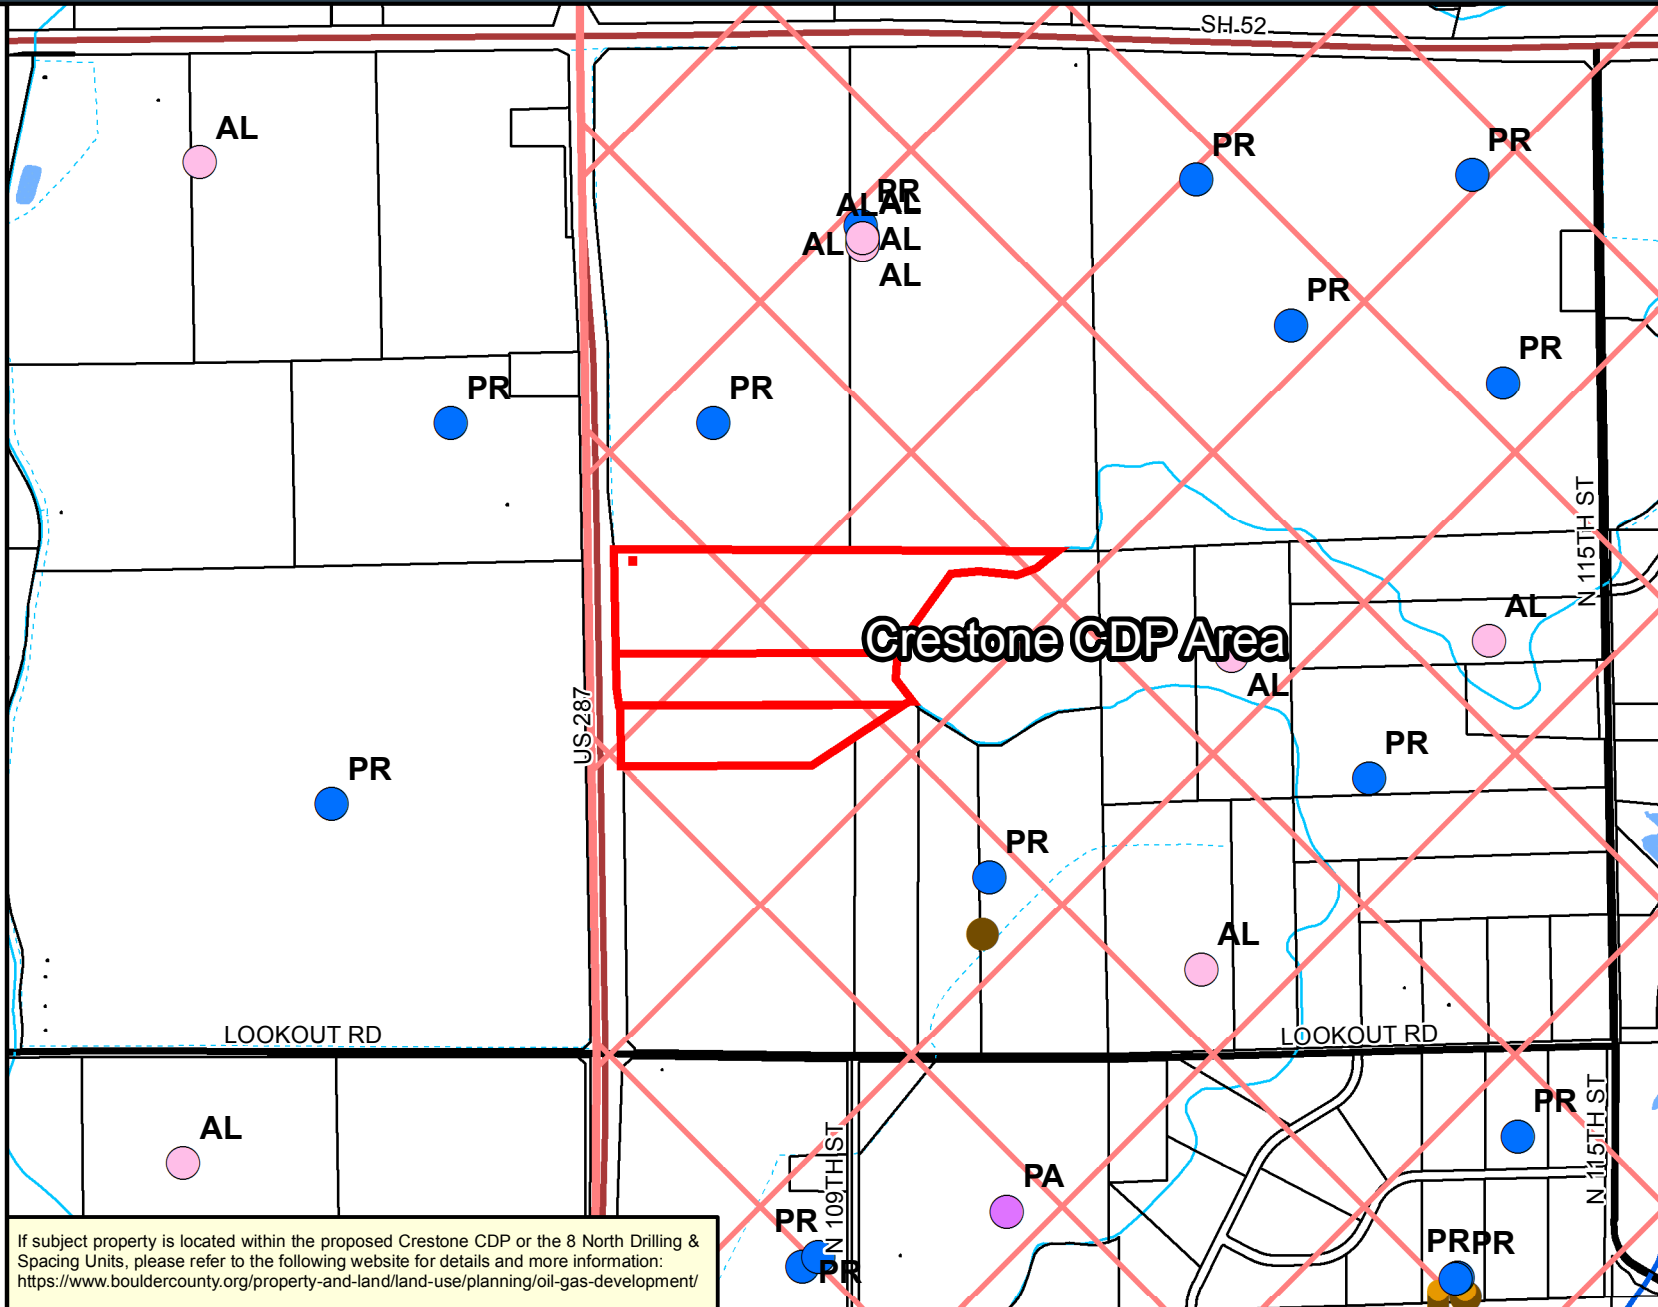 SH 52
AL
PR
PR
PR
AL AL
AL AL
AL
PR
PR
PR
PR
N 115TH ST
AL
Crestone CDP Area
AL
US 287
PR
PR
PR
AL
LOOKOUT RD
LOOKOUT RD
PR
N 115TH ST
AL
N 109TH ST
PA
PR
PR
PR PR
If subject property is located within the proposed Crestone CDP or the 8 North Drilling &
Spacing Units, please refer to the following website for details and more information:
https://www.bouldercounty.org/property-and-land/land-use/planning/oil-gas-development/